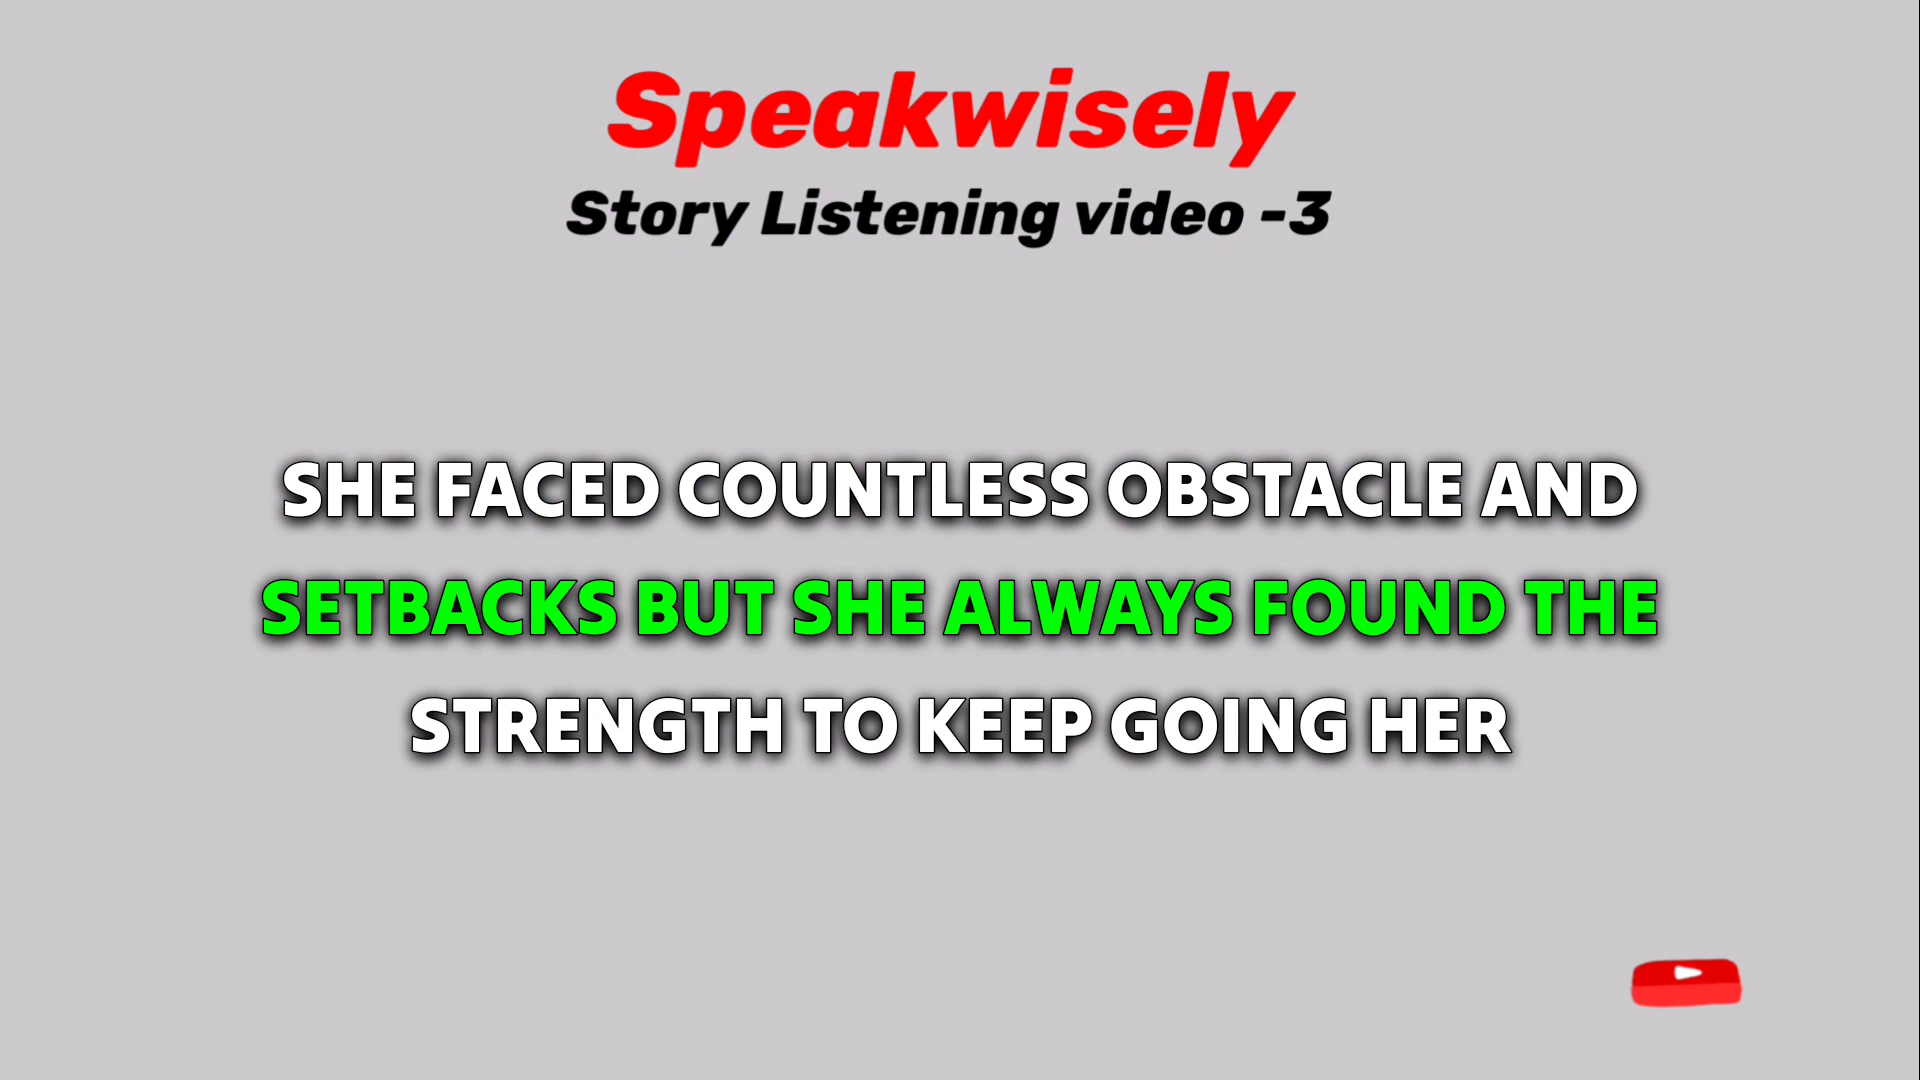 Speakwisely
Story Listening video -3
SHE FACED COUNTLESS OBSTACLE AND
SETBACKS BUT SHE ALWAYS FOUND THE
STRENGTH TO KEEP GOING HER